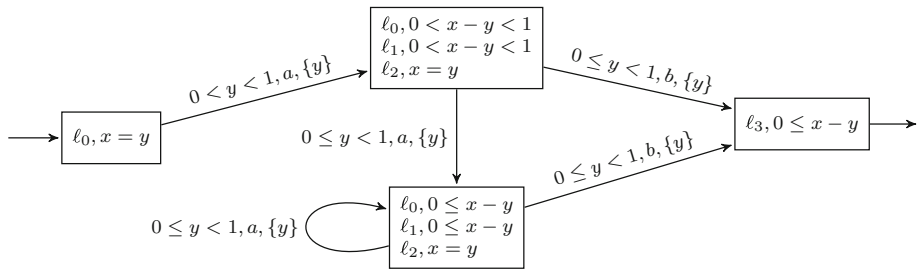 ℓ₀, 0 < x − y < 1
ℓ₁, 0 < x − y < 1
ℓ₂, x = y
0 < y < 1, a, {y}
0 ≤ y < 1, b, {y}
ℓ₀, x = y
ℓ₃, 0 ≤ x − y
0 ≤ y < 1, a, {y}
0 ≤ y < 1, b, {y}
ℓ₀, 0 ≤ x − y
ℓ₁, 0 ≤ x − y
ℓ₂, x = y
0 ≤ y < 1, a, {y}